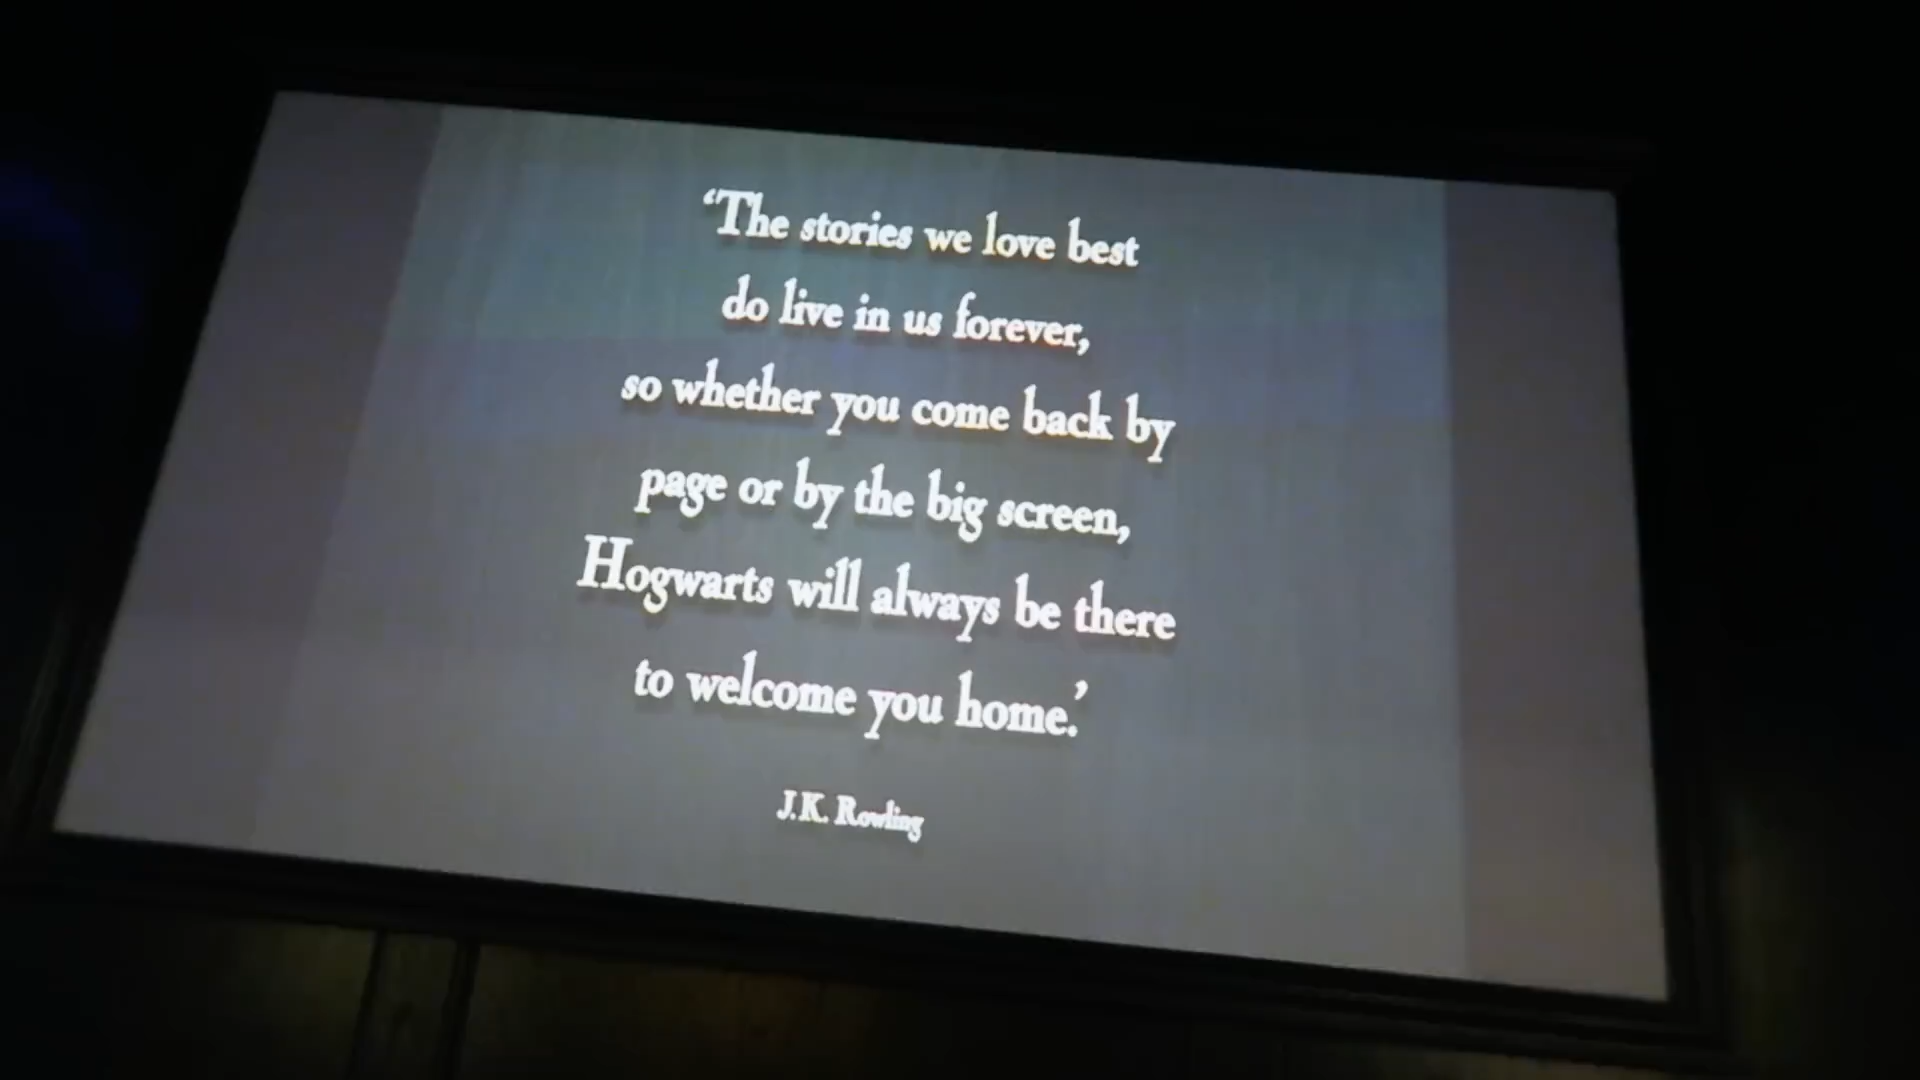 ‘The stories we love best
do live in us forever,
so whether you come back by
page or by the big screen,
Hogwarts will always be there
to welcome you home.’
J.K. Rowling